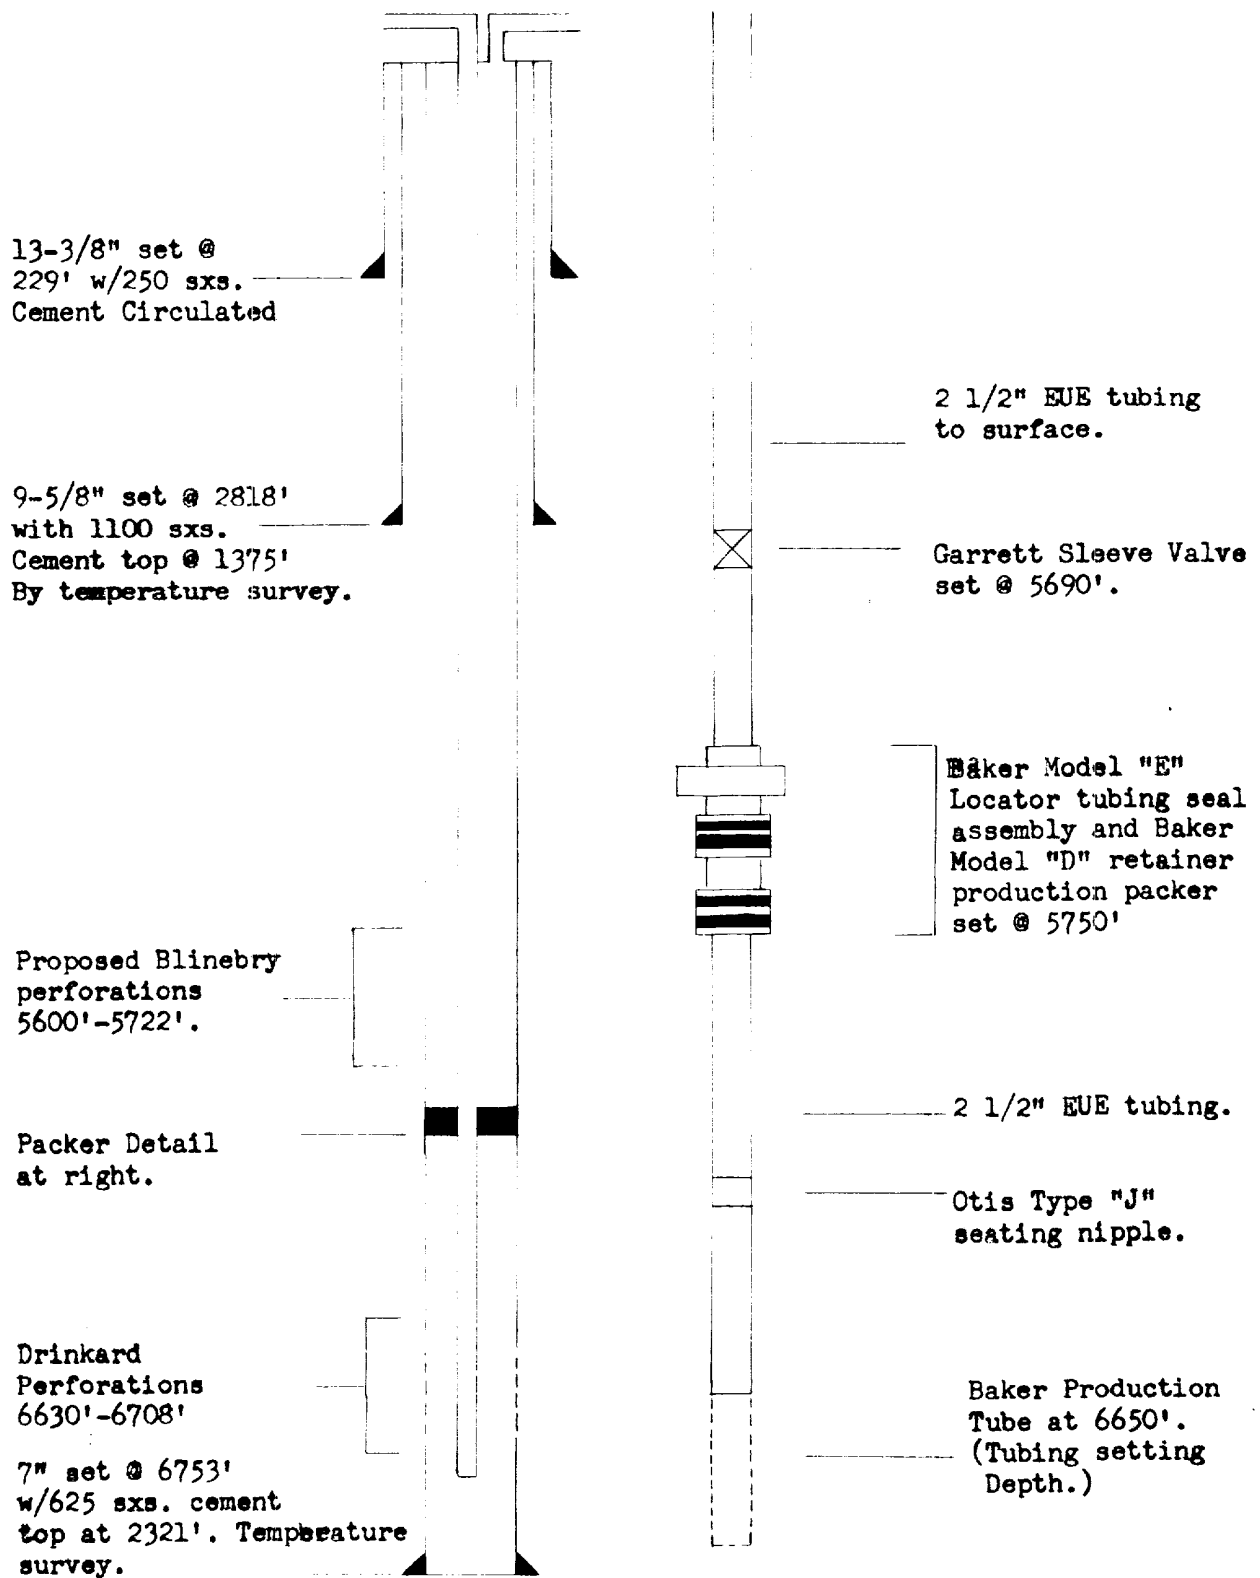 13-3/8" set @
229' w/250 sxs.
Cement Circulated
9-5/8" set @ 2818'
with 1100 sxs.
Cement top @ 1375'
By temperature survey.
Proposed Blinebry
perforations
5600'-5722'.
Packer Detail
at right.
Drinkard
Perforations
6630'-6708'
7" set @ 6753'
w/625 sxs. cement
top at 2321'. Temperature
survey.
2 1/2" EUE tubing
to surface.
Garrett Sleeve Valve
set @ 5690'.
Baker Model "E"
Locator tubing seal
assembly and Baker
Model "D" retainer
production packer
set @ 5750'
2 1/2" EUE tubing.
Otis Type "J"
seating nipple.
Baker Production
Tube at 6650'.
(Tubing setting
Depth.)